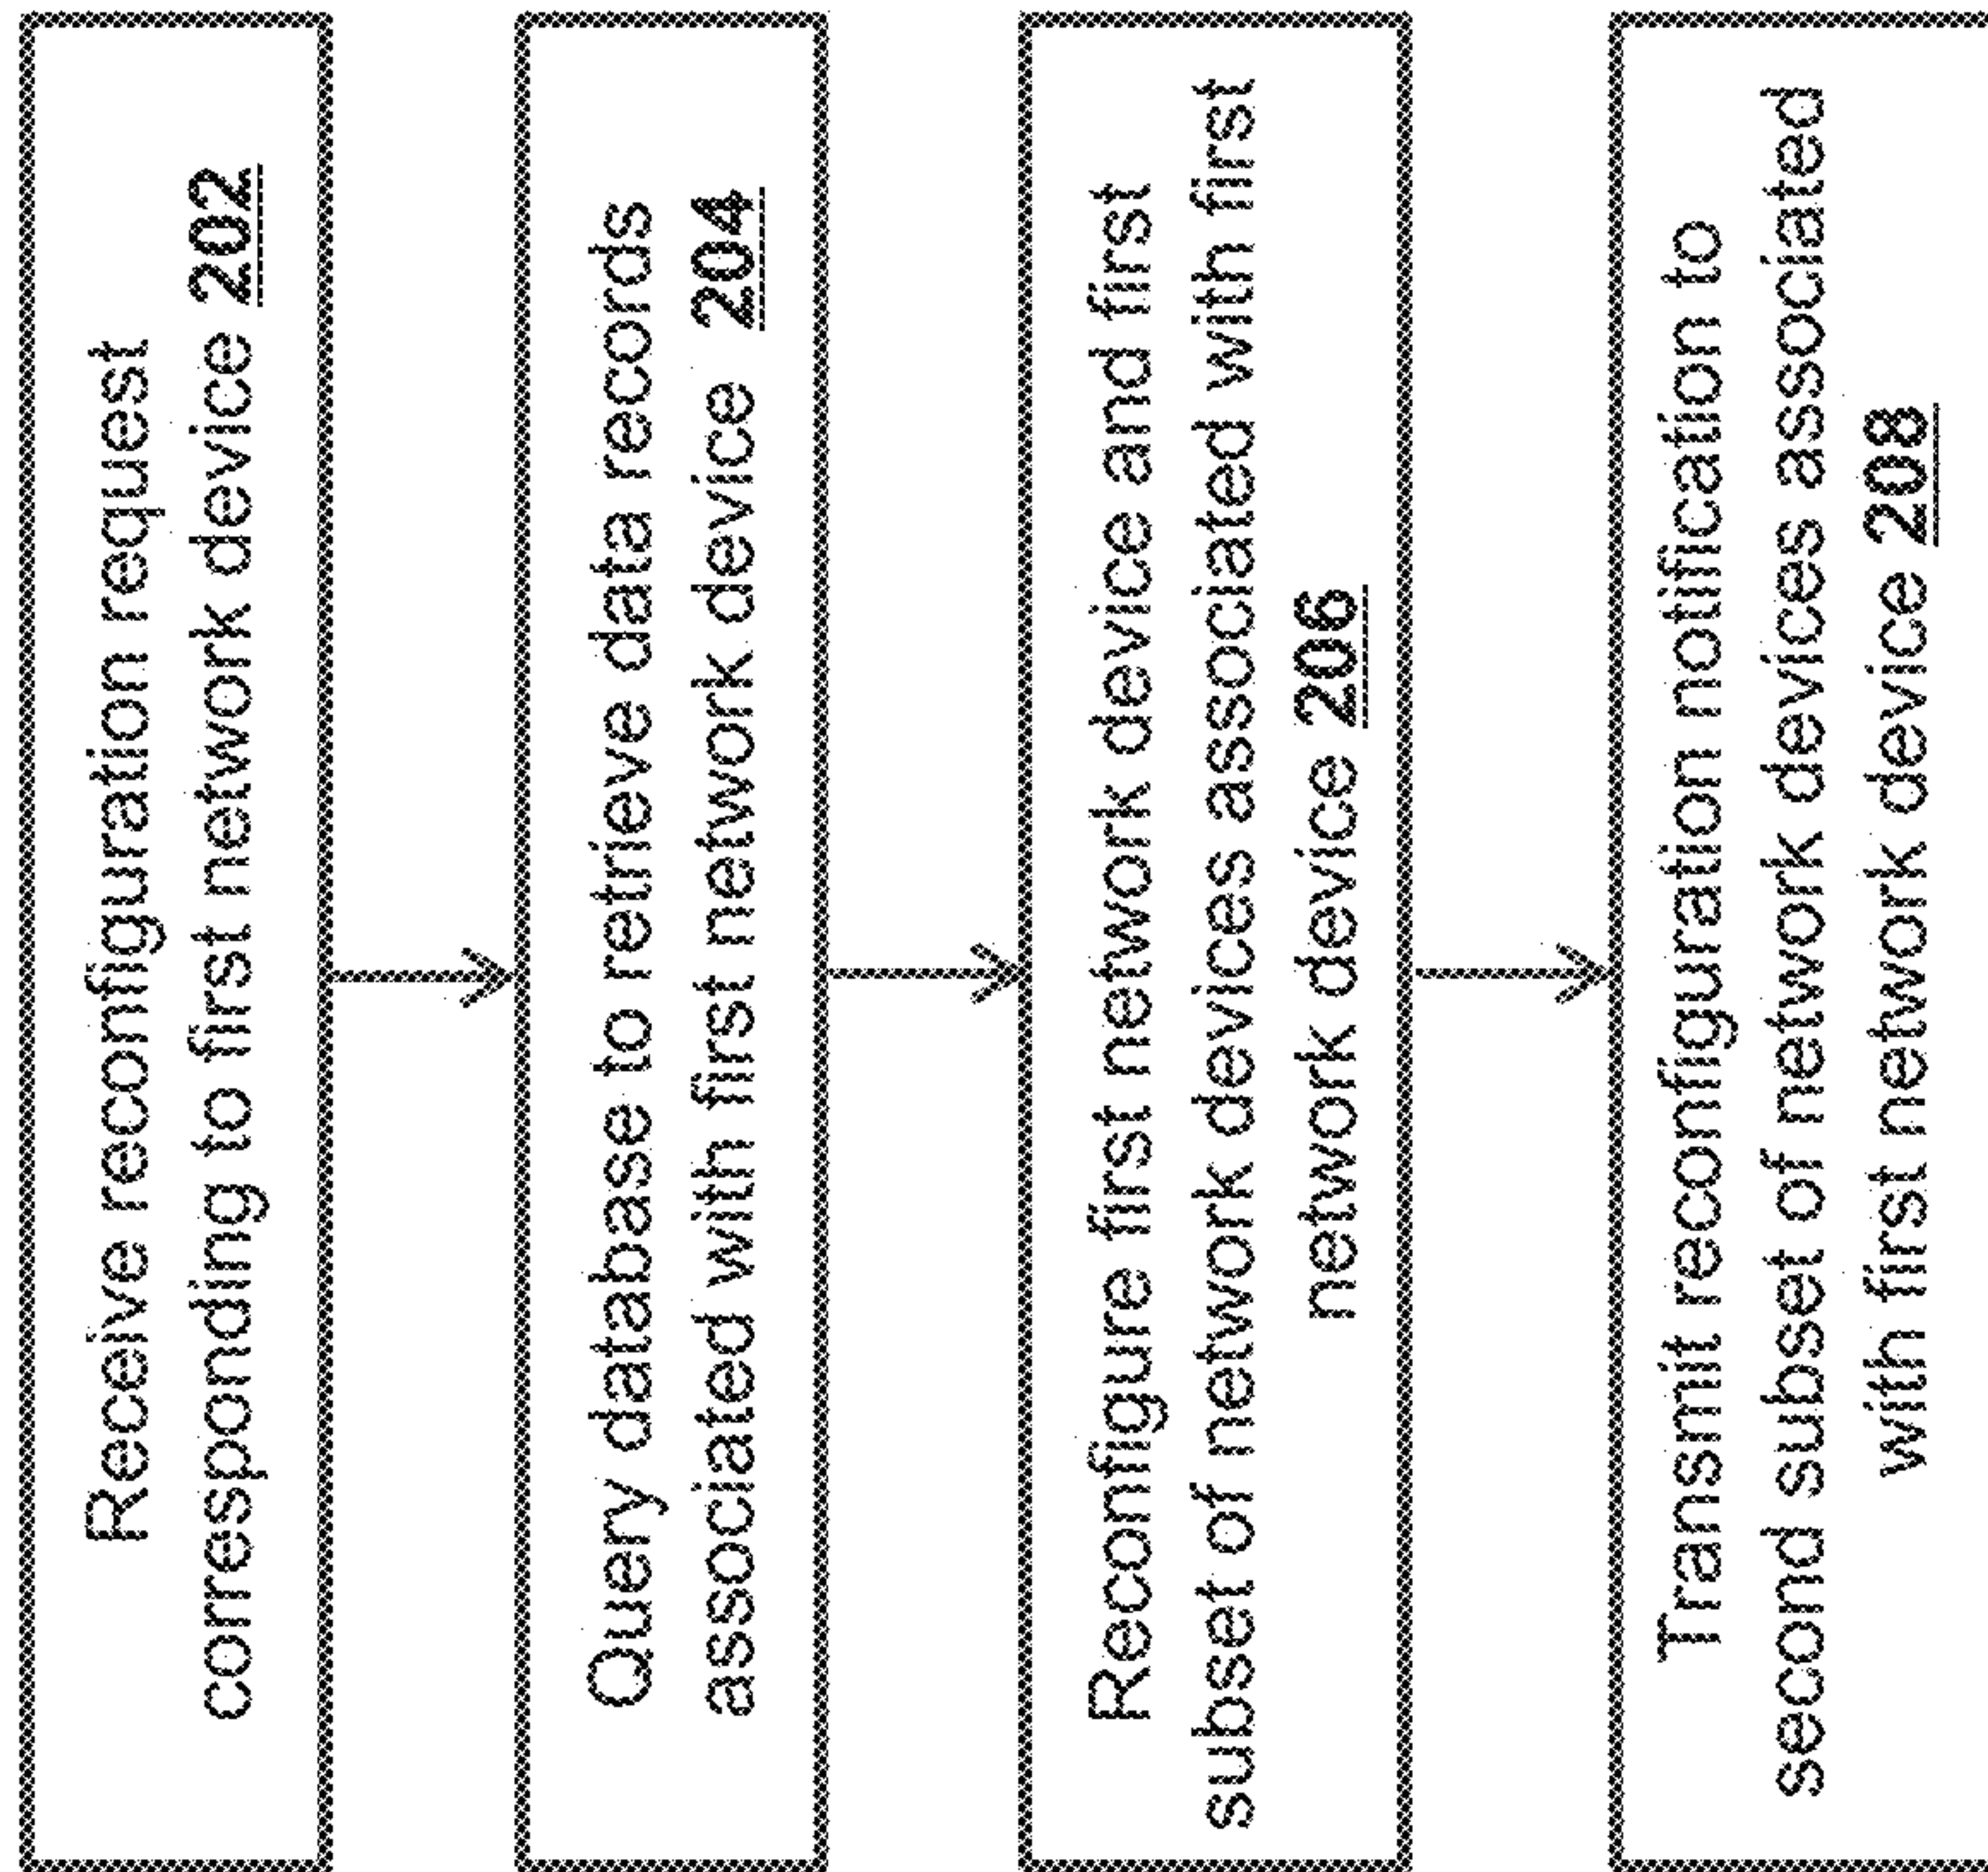 Receive reconfiguration request
corresponding to first network device 202
Query database to retrieve data records
associated with first network device 204
Reconfigure first network device and first
subset of network devices associated with first
network device 206
Transmit reconfiguration notification to
second subset of network devices associated
with first network device 208